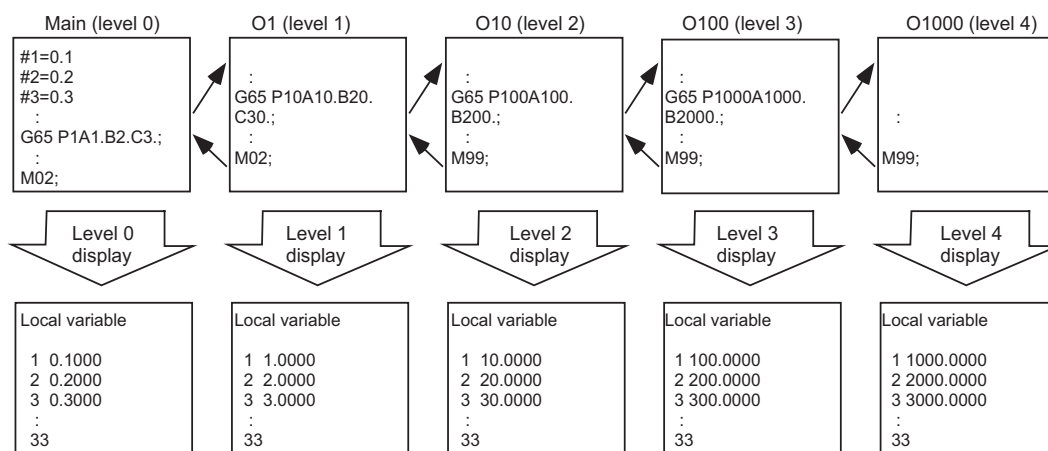 Main (level 0)
#1=0.1
#2=0.2
#3=0.3
:
G65 P1A1.B2.C3.;
:
M02;
O1 (level 1)
:
G65 P10A10.B20.
C30.;
:
M02;
O10 (level 2)
:
G65 P100A100.
B200.;
:
M99;
O100 (level 3)
:
G65 P1000A1000.
B2000.;
:
M99;
O1000 (level 4)
:
M99;
Level 0
display
Level 1
display
Level 2
display
Level 3
display
Level 4
display
Local variable
1 0.1000
2 0.2000
3 0.3000
:
33
Local variable
1 1.0000
2 2.0000
3 3.0000
:
33
Local variable
1 10.0000
2 20.0000
3 30.0000
:
33
Local variable
1 100.0000
2 200.0000
3 300.0000
:
33
Local variable
1 1000.0000
2 2000.0000
3 3000.0000
:
33